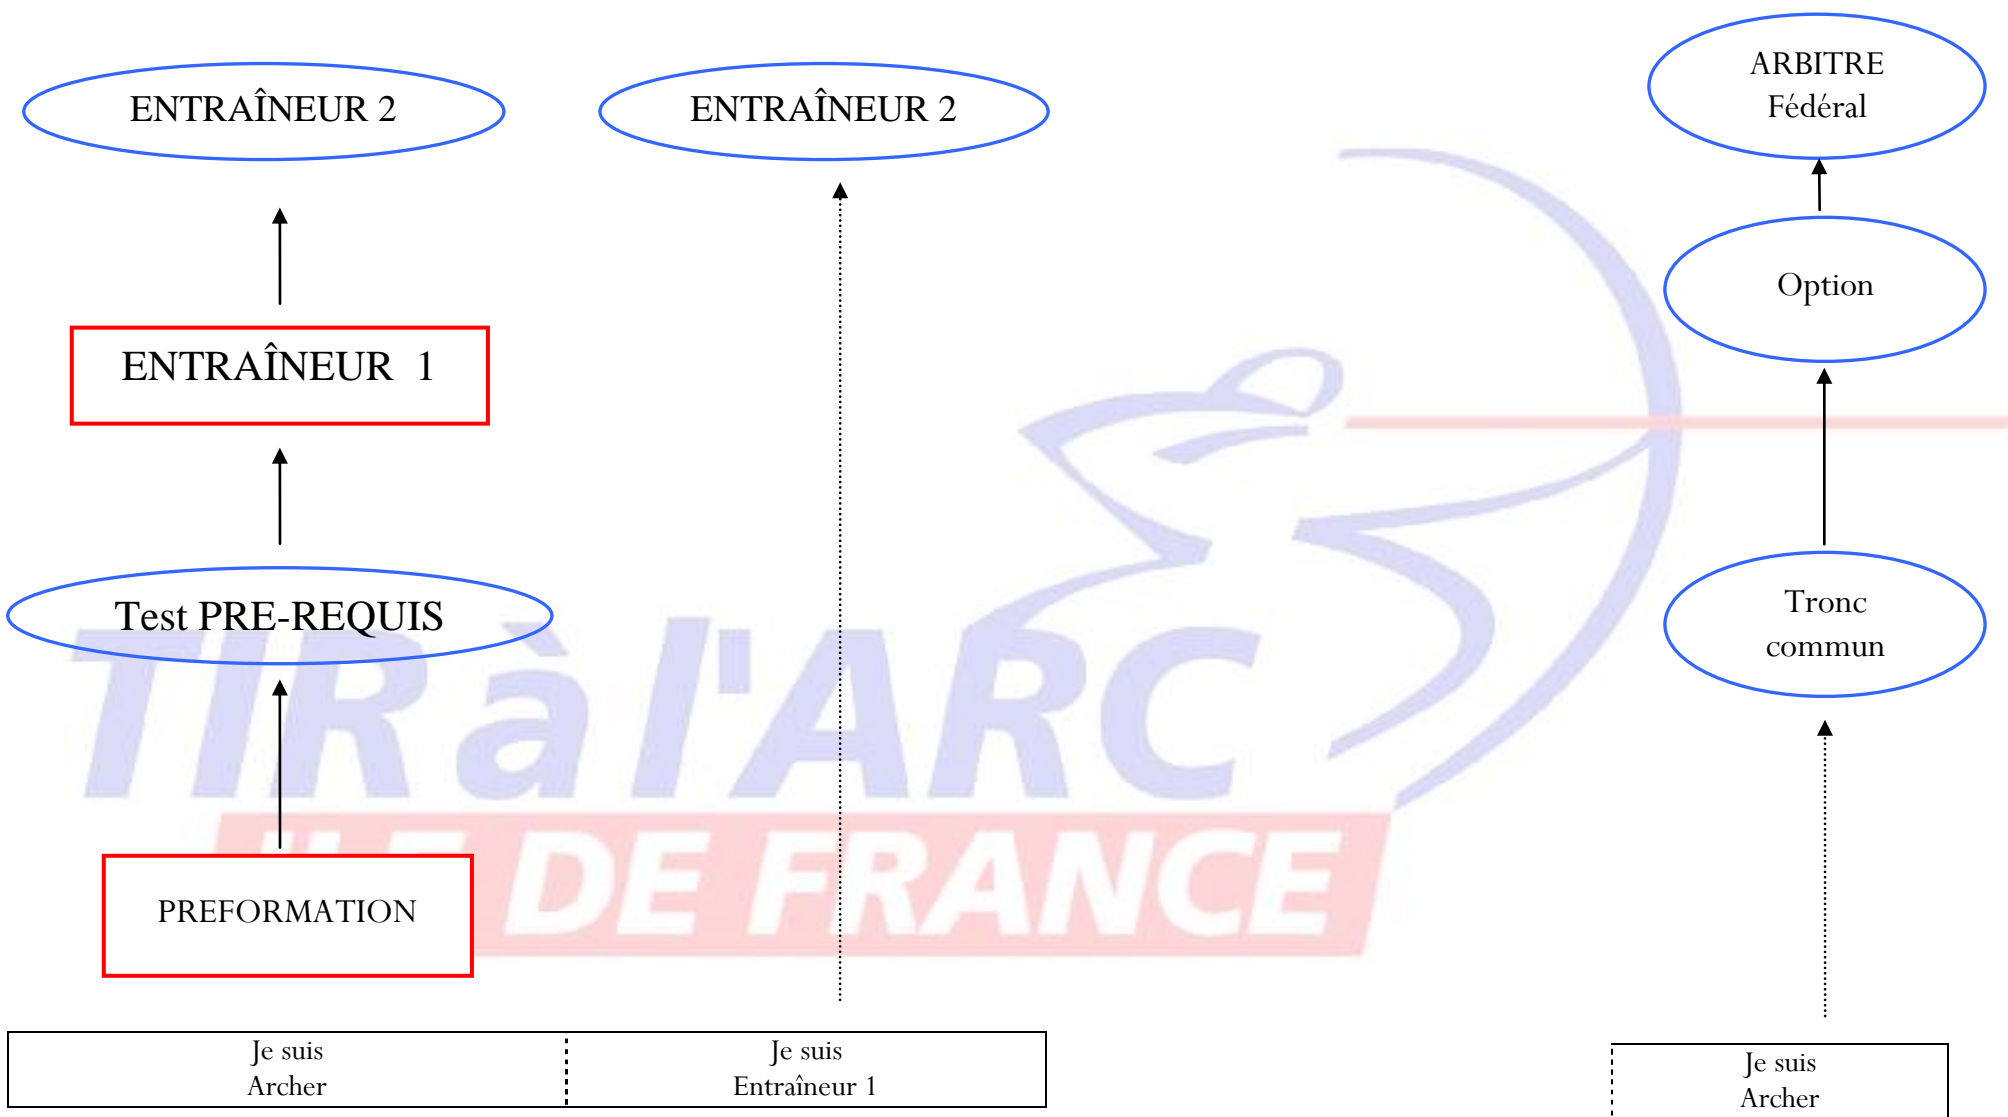 ENTRAÎNEUR 2
ENTRAÎNEUR 1
Test PRE-REQUIS
PREFORMATION
Je suis
Archer
ENTRAÎNEUR 2
Je suis
Entraîneur 1
ARBITRE
Fédéral
Option
Tronc
commun
Je suis
Archer
TIR à l'ARC
ILE DE FRANCE